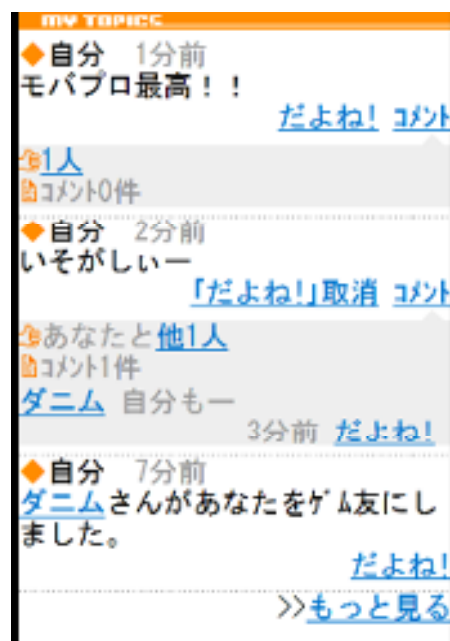 MY TOPICS
◆自分 1分前
モバプロ最高！！
だよね! ｺﾒﾝﾄ
1人
ｺﾒﾝﾄ0件
◆自分 2分前
いそがしぃー
「だよね!」取消 ｺﾒﾝﾄ
あなたと他1人
ｺﾒﾝﾄ1件
ダニム 自分もー
3分前 だよね!
◆自分 7分前
ダニムさんがあなたをｹﾞﾑ友にし
ました。
だよね!
>>もっと見る